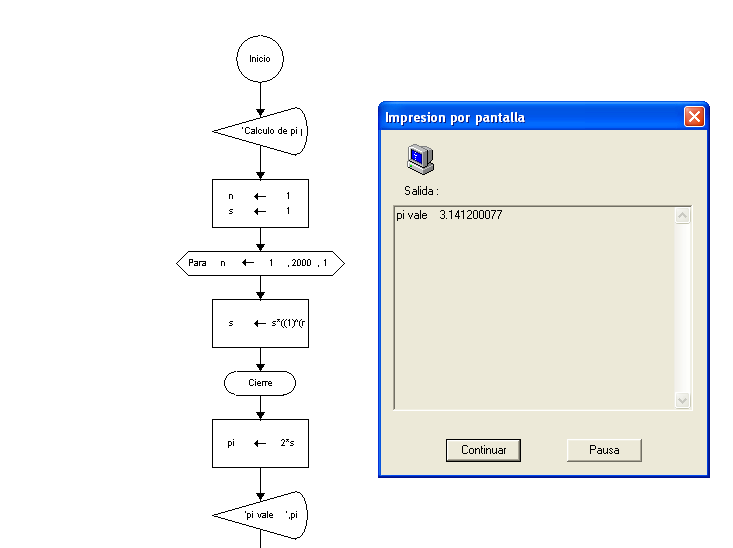 Inicio
'Calculo de pi p
n ← 1
s ← 1
Para n ← 1 , 2000 , 1
s ← s*((1)^(r
Cierre
pi ← 2*s
'pi vale ',pi
Impresion por pantalla
Salida :
pi vale 3.141200077
Continuar
Pausa